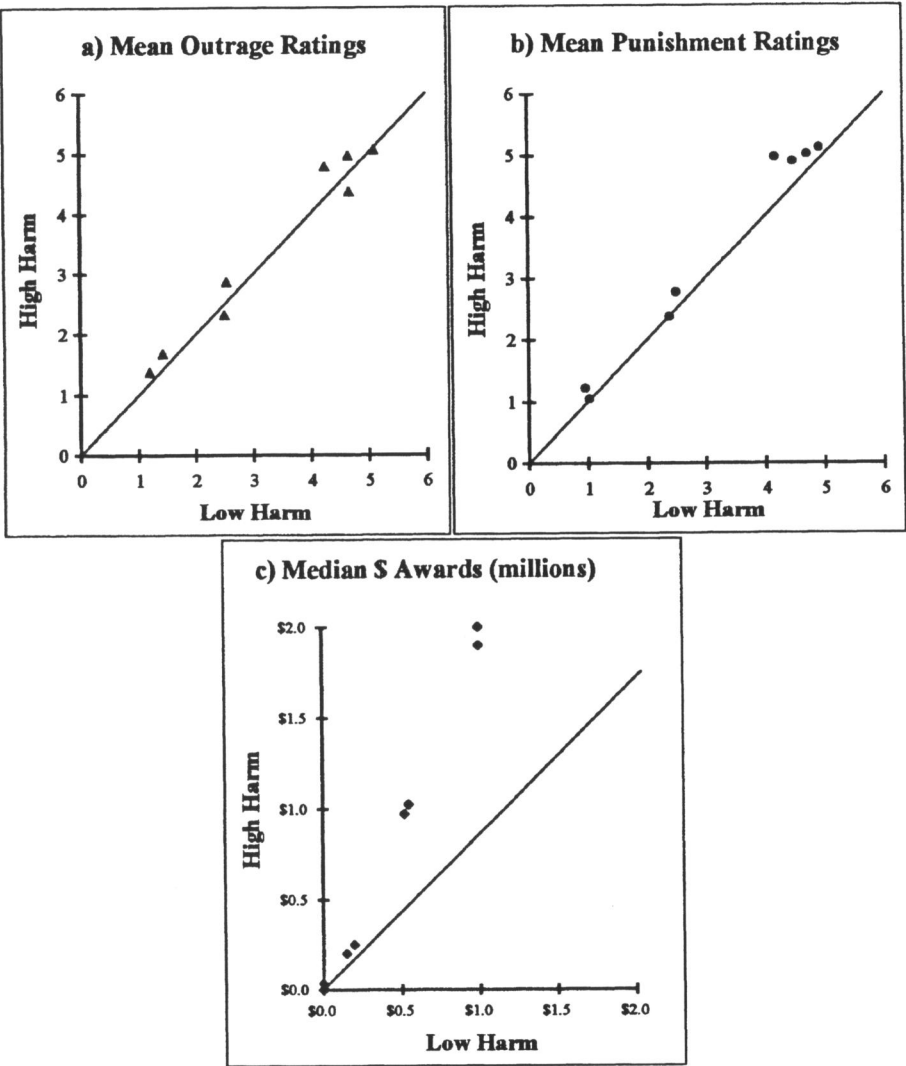 a) Mean Outrage Ratings
6
5
4
3
2
1
0
High Harm
0 1 2 3 4 5 6
Low Harm
b) Mean Punishment Ratings
6
5
4
3
2
1
0
High Harm
0 1 2 3 4 5 6
Low Harm
c) Median $ Awards (millions)
$2.0
$1.5
$1.0
$0.5
$0.0
High Harm
$0.0 $0.5 $1.0 $1.5 $2.0
Low Harm